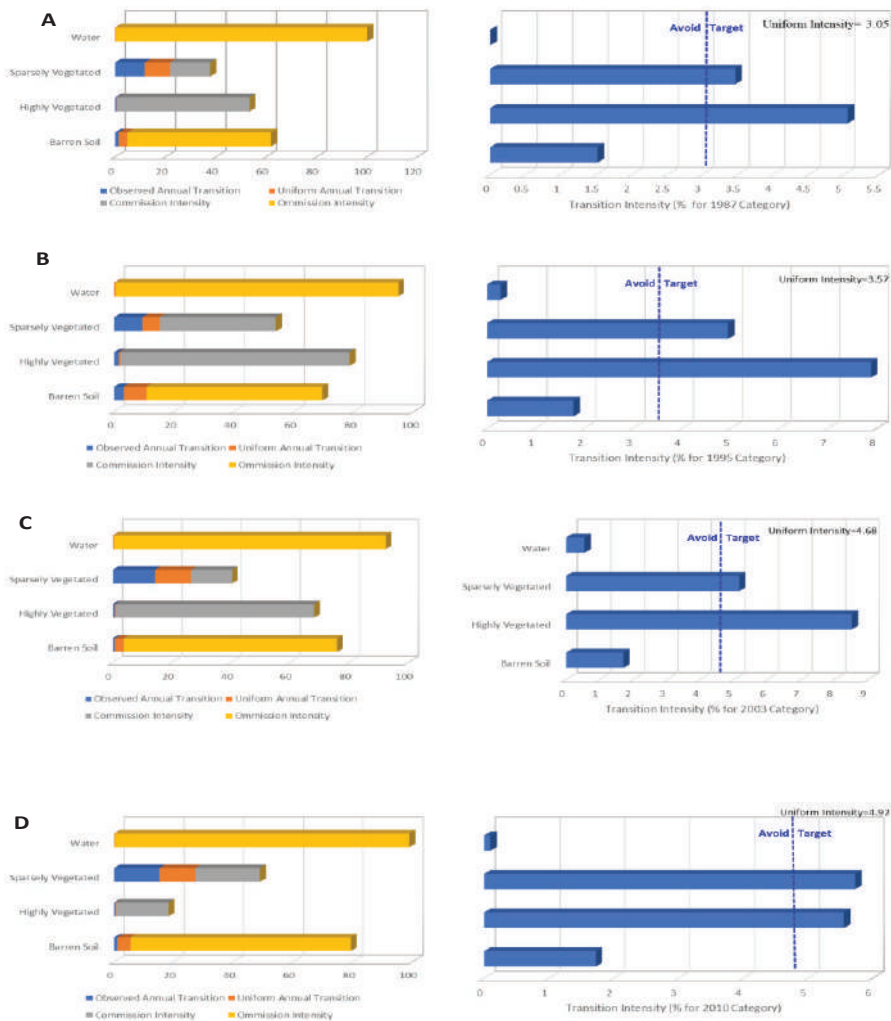 A
Water
Sparsely Vegetated
Highly Vegetated
Barren Soil
0 20 40 60 80 100 120
Observed Annual Transition Uniform Annual Transition
Commission Intensity Ommission Intensity
Uniform Intensity= 3.05
Avoid Target
0 0.5 1 1.5 2 2.5 3 3.5 4 4.5 5 5.5
Transition Intensity (% for 1987 Category)
B
Water
Sparsely Vegetated
Highly Vegetated
Barren Soil
0 20 40 60 80 100
Observed Annual Transition Uniform Annual Transition
Commission Intensity Ommission Intensity
Uniform Intensity=3.57
Avoid Target
0 1 2 3 4 5 6 7 8
Transition Intensity (% for 1995 Category)
C
Water
Sparsely Vegetated
Highly Vegetated
Barren Soil
0 20 40 60 80 100
Observed Annual Transition Uniform Annual Transition
Commission Intensity Ommission Intensity
Uniform Intensity=4.68
Avoid Target
Water
Sparsely Vegetated
Highly Vegetated
Barren Soil
0 1 2 3 4 5 6 7 8 9
Transition Intensity (% for 2003 Category)
D
Water
Sparsely Vegetated
Highly Vegetated
Barren Soil
0 20 40 60 80 100
Observed Annual Transition Uniform Annual Transition
Commission Intensity Ommission Intensity
Uniform Intensity=4.92
Avoid Target
0 1 2 3 4 5 6
Transition Intensity (% for 2010 Category)